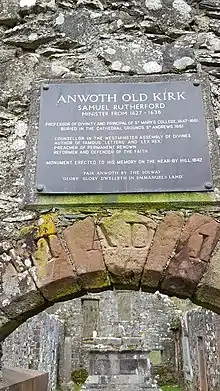 ANWOTH OLD KIRK
SAMUEL RUTHERFORD
MINISTER FROM 1627 - 1636
PROFESSOR OF DIVINITY AND PRINCIPAL OF ST MARY'S COLLEGE, 1647-1661.
BURIED IN THE CATHEDRAL GROUNDS ST ANDREWS 1661
COUNSELLOR IN THE WESTMINSTER ASSEMBLY OF DIVINES
AUTHOR OF FAMOUS 'LETTERS' AND 'LEX REX'
PREACHER OF PERMANENT RENOWN
REFORMER AND DEFENDER OF THE FAITH
MONUMENT ERECTED TO HIS MEMORY ON THE NEAR-BY HILL, 1842
'FAIR ANWOTH BY THE SOLWAY'
'GLORY, GLORY DWELLETH IN EMMANUEL'S LAND'